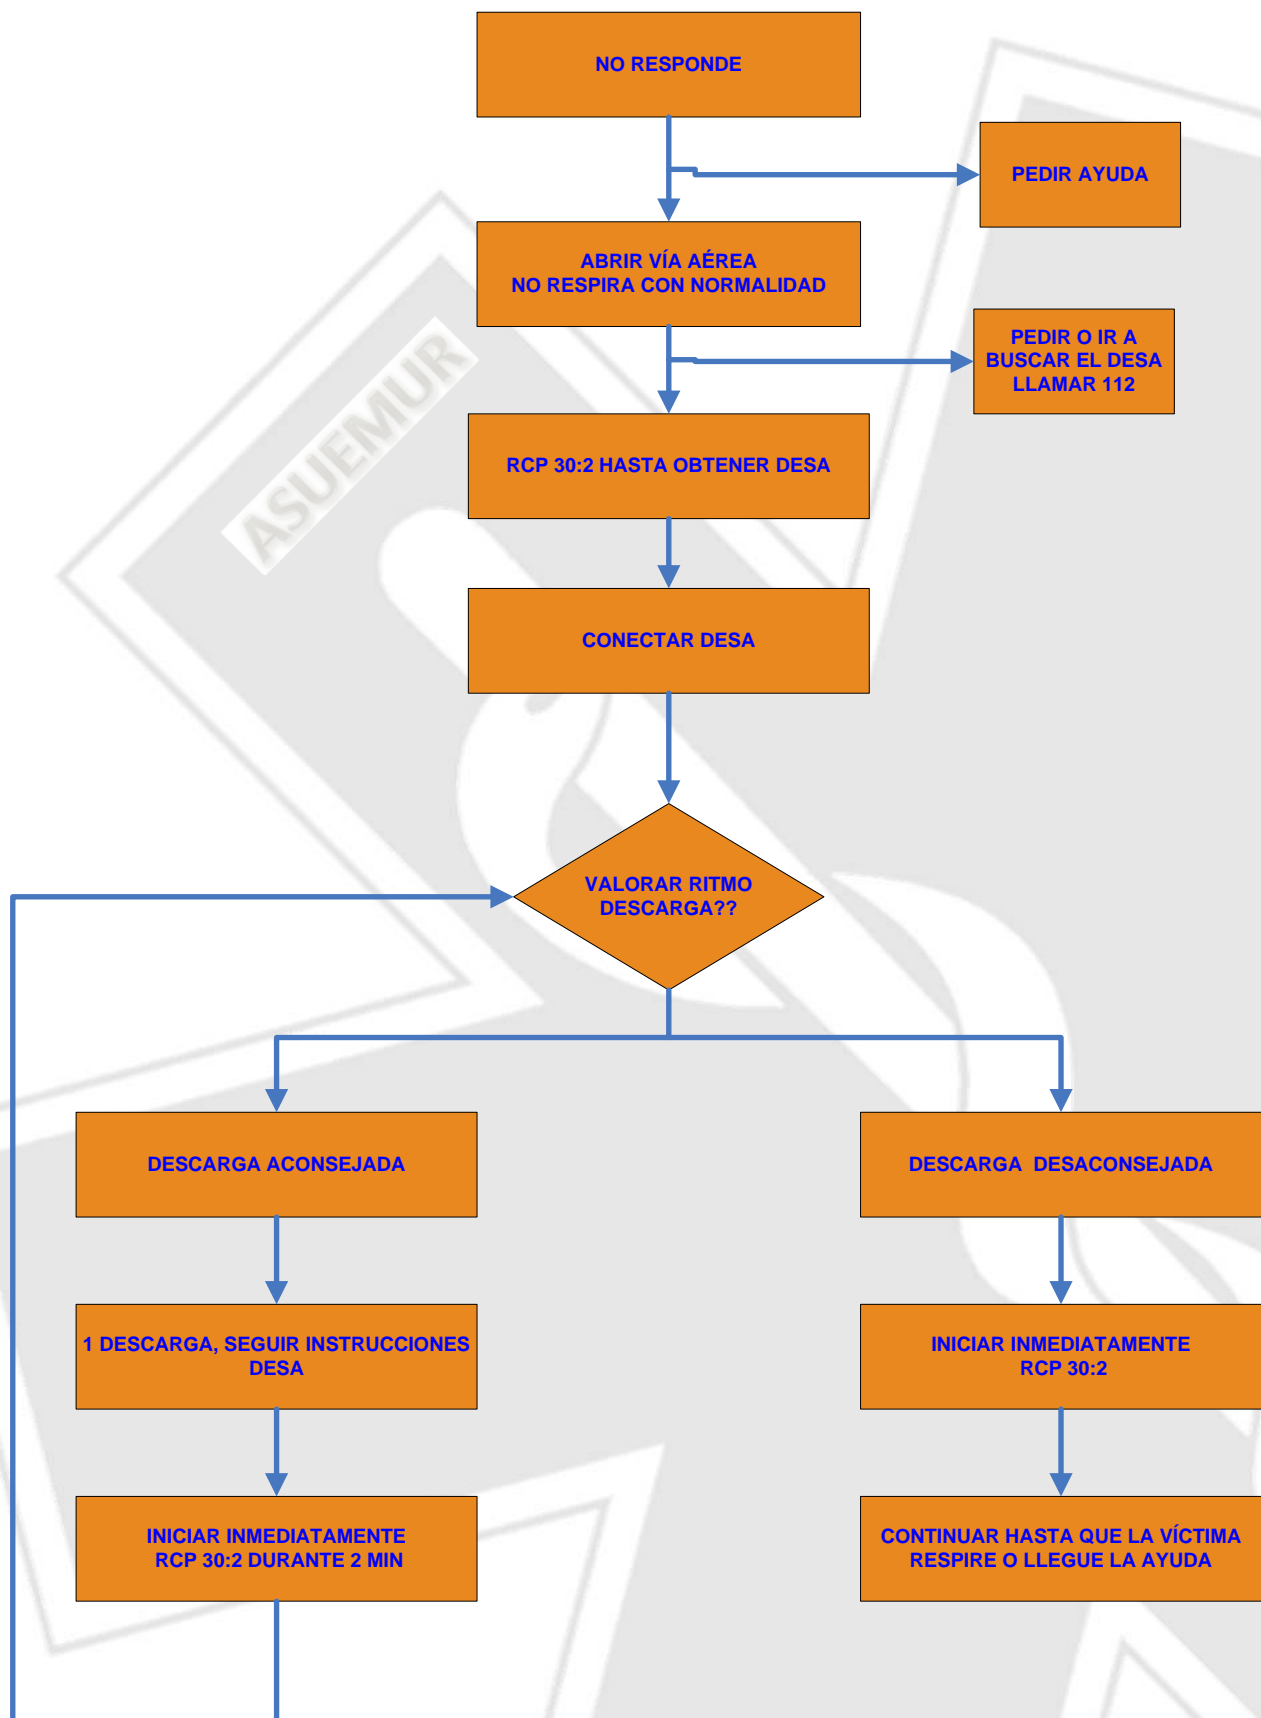 NO RESPONDE
PEDIR AYUDA
ABRIR VÍA AÉREA
NO RESPIRA CON NORMALIDAD
PEDIR O IR A
BUSCAR EL DESA
LLAMAR 112
ASUEMUR
RCP 30:2 HASTA OBTENER DESA
CONECTAR DESA
VALORAR RITMO
DESCARGA??
DESCARGA ACONSEJADA
DESCARGA DESACONSEJADA
1 DESCARGA, SEGUIR INSTRUCCIONES
DESA
INICIAR INMEDIATAMENTE
RCP 30:2
INICIAR INMEDIATAMENTE
RCP 30:2 DURANTE 2 MIN
CONTINUAR HASTA QUE LA VÍCTIMA
RESPIRE O LLEGUE LA AYUDA